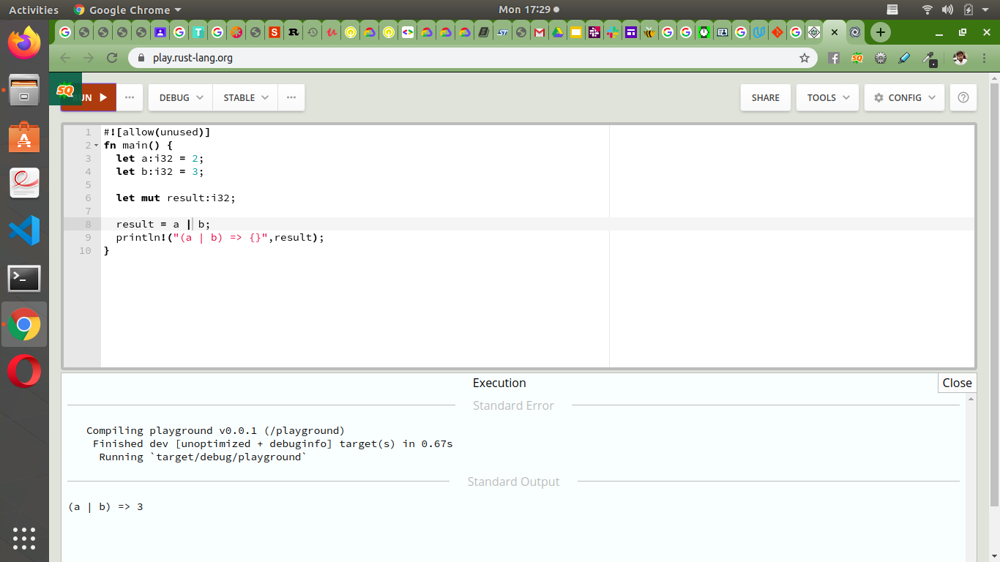 Activities Google Chrome Mon 17:29
play.rust-lang.org
SQ UN ... DEBUG STABLE ... SHARE TOOLS CONFIG
1 #![allow(unused)]
2 fn main() {
3 let a:i32 = 2;
4 let b:i32 = 3;
5
6 let mut result:i32;
7
8 result = a | b;
9 println!("(a | b) => {}",result);
10 }
Execution Close
Standard Error
Compiling playground v0.0.1 (/playground)
Finished dev [unoptimized + debuginfo] target(s) in 0.67s
Running `target/debug/playground`
Standard Output
(a | b) => 3